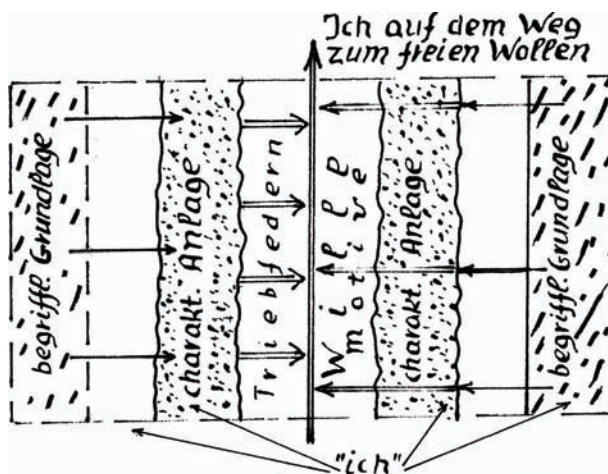 Ich auf dem Weg
zum freien Wollen
begriffl. Grundlage
charakt. Anlage
Triebfedern
Wille
motive
charakt. Anlage
begriffl. Grundlage
"ich"